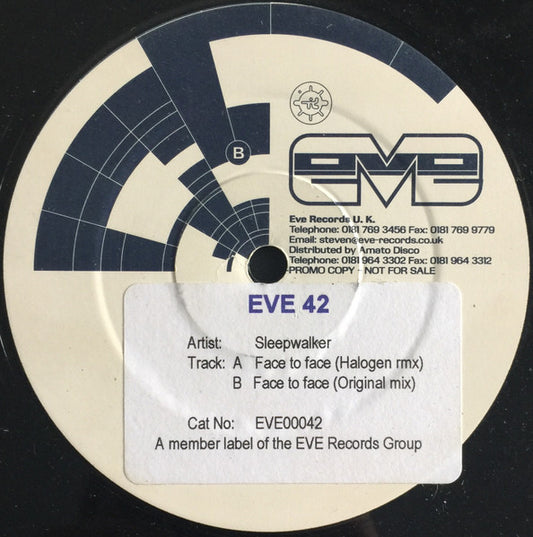 B
eve
Eve Records U. K.
Telephone: 0181 769 3456 Fax: 0181 769 9779
Email: steven@eve-records.co.uk
Distributed by Amato Disco
Telephone: 0181 964 3302 Fax: 0181 964 3312
PROMO COPY - NOT FOR SALE
EVE 42
Artist: Sleepwalker
Track: A Face to face (Halogen rmx)
B Face to face (Original mix)
Cat No: EVE00042
A member label of the EVE Records Group